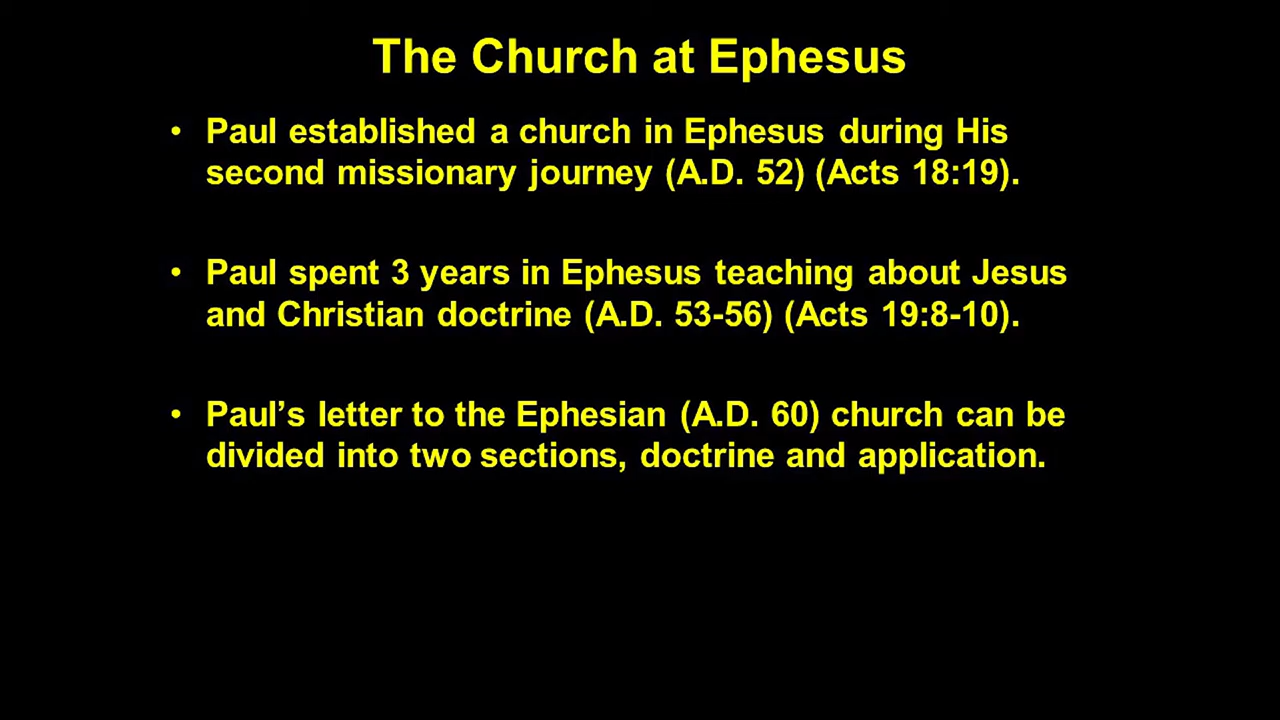 The Church at Ephesus
• Paul established a church in Ephesus during His
second missionary journey (A.D. 52) (Acts 18:19).
• Paul spent 3 years in Ephesus teaching about Jesus
and Christian doctrine (A.D. 53-56) (Acts 19:8-10).
• Paul’s letter to the Ephesian (A.D. 60) church can be
divided into two sections, doctrine and application.